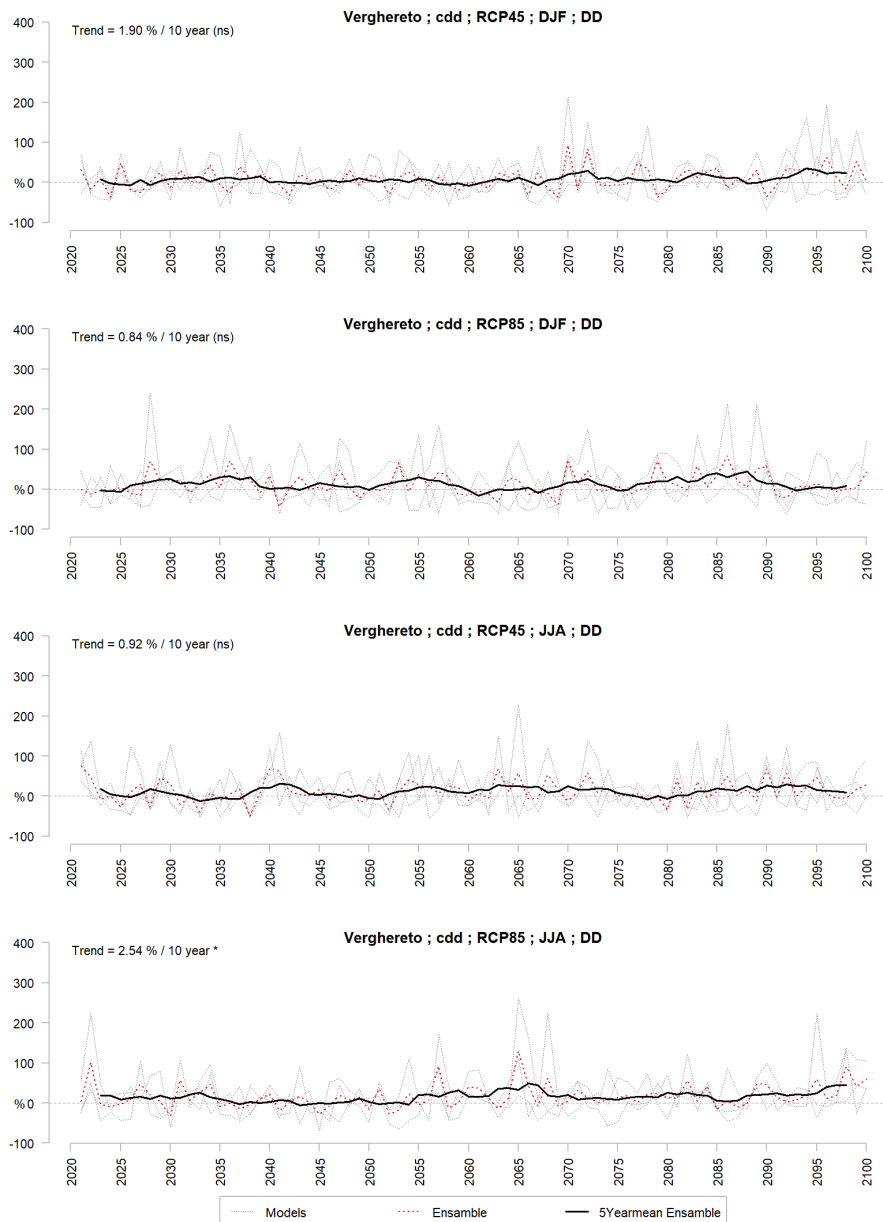 Verghereto ; cdd ; RCP45 ; DJF ; DD
Trend = 1.90 % / 10 year (ns)
400
300
200
100
% 0
-100
2020 2025 2030 2035 2040 2045 2050 2055 2060 2065 2070 2075 2080 2085 2090 2095 2100
Verghereto ; cdd ; RCP85 ; DJF ; DD
Trend = 0.84 % / 10 year (ns)
400
300
200
100
% 0
-100
2020 2025 2030 2035 2040 2045 2050 2055 2060 2065 2070 2075 2080 2085 2090 2095 2100
Verghereto ; cdd ; RCP45 ; JJA ; DD
Trend = 0.92 % / 10 year (ns)
400
300
200
100
% 0
-100
2020 2025 2030 2035 2040 2045 2050 2055 2060 2065 2070 2075 2080 2085 2090 2095 2100
Verghereto ; cdd ; RCP85 ; JJA ; DD
Trend = 2.54 % / 10 year *
400
300
200
100
% 0
-100
2020 2025 2030 2035 2040 2045 2050 2055 2060 2065 2070 2075 2080 2085 2090 2095 2100
Models Ensamble 5Yearmean Ensamble